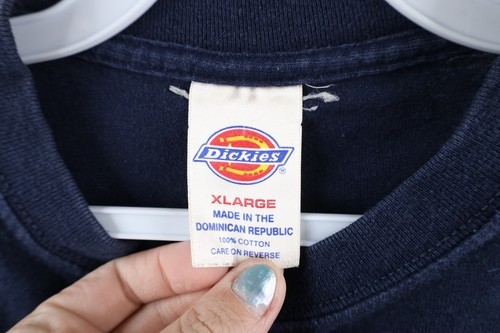 Dickies
XLARGE
MADE IN THE
DOMINICAN REPUBLIC
100% COTTON
CARE ON REVERSE